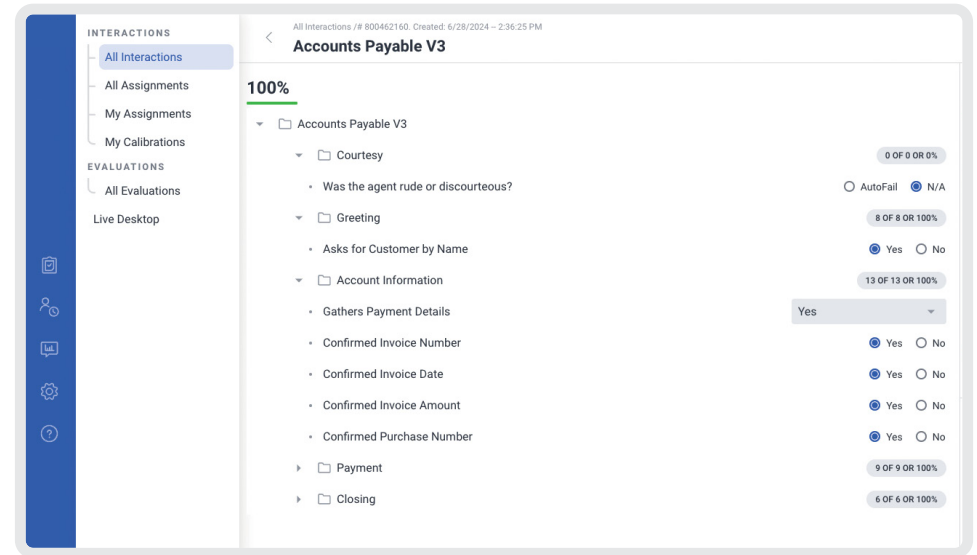 INTERACTIONS
All Interactions
All Assignments
My Assignments
My Calibrations
EVALUATIONS
All Evaluations
Live Desktop
All Interactions /# 800462160. Created: 6/28/2024 – 2:36:25 PM
Accounts Payable V3
100%
Accounts Payable V3
Courtesy 0 OF 0 OR 0%
Was the agent rude or discourteous? AutoFail N/A
Greeting 8 OF 8 OR 100%
Asks for Customer by Name Yes No
Account Information 13 OF 13 OR 100%
Gathers Payment Details Yes
Confirmed Invoice Number Yes No
Confirmed Invoice Date Yes No
Confirmed Invoice Amount Yes No
Confirmed Purchase Number Yes No
Payment 9 OF 9 OR 100%
Closing 6 OF 6 OR 100%